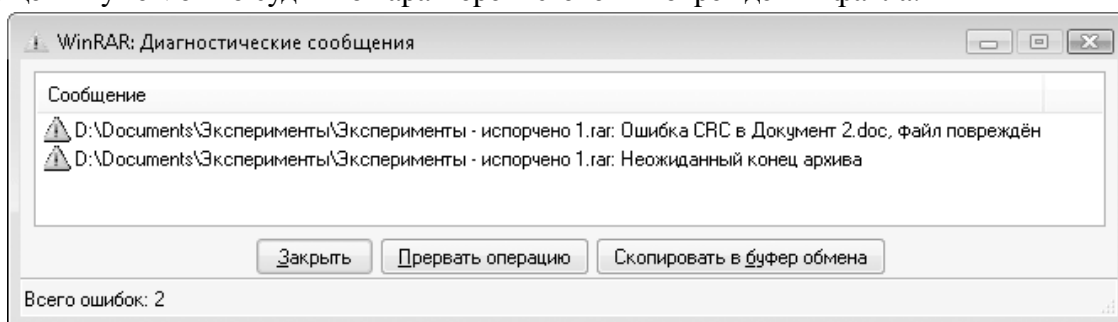 WinRAR: Диагностические сообщения
Сообщение
D:\Documents\Эксперименты\Эксперименты - испорчено 1.rar: Ошибка CRC в Документ 2.doc, файл повреждён
D:\Documents\Эксперименты\Эксперименты - испорчено 1.rar: Неожиданный конец архива
Закрыть Прервать операцию Скопировать в буфер обмена
Всего ошибок: 2